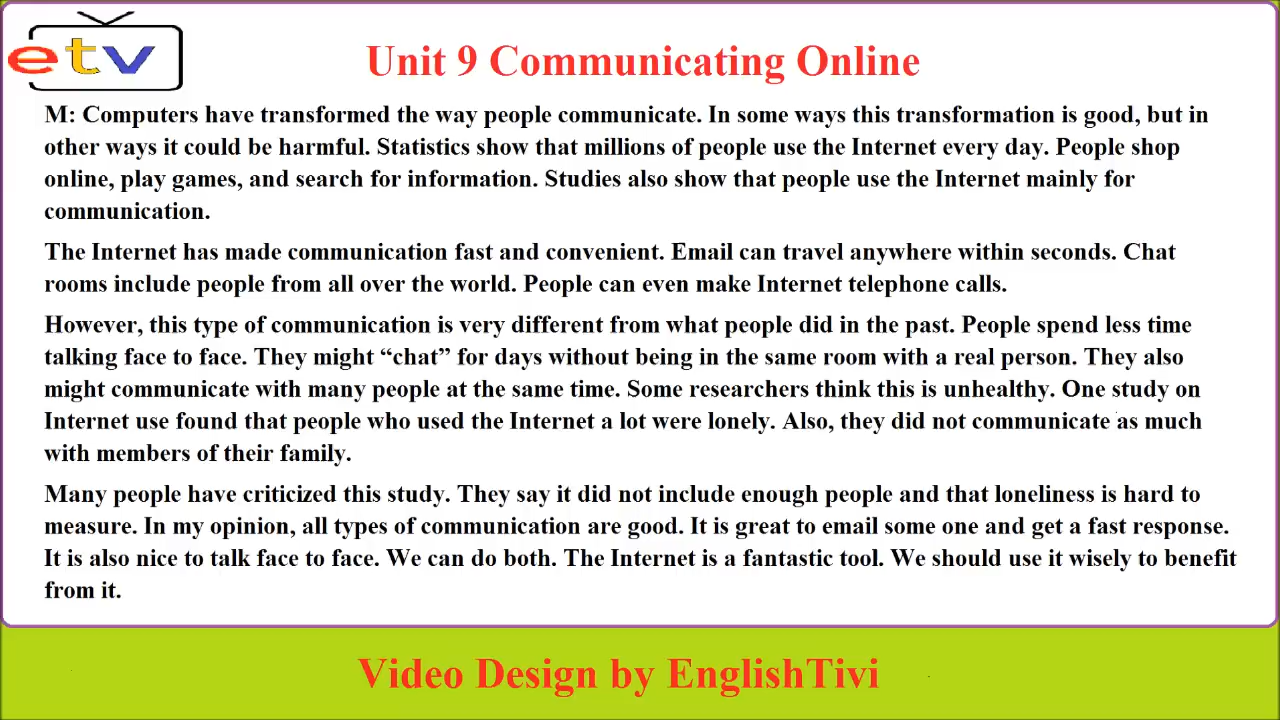 etv
Unit 9 Communicating Online
M: Computers have transformed the way people communicate. In some ways this transformation is good, but in
other ways it could be harmful. Statistics show that millions of people use the Internet every day. People shop
online, play games, and search for information. Studies also show that people use the Internet mainly for
communication.
The Internet has made communication fast and convenient. Email can travel anywhere within seconds. Chat
rooms include people from all over the world. People can even make Internet telephone calls.
However, this type of communication is very different from what people did in the past. People spend less time
talking face to face. They might “chat” for days without being in the same room with a real person. They also
might communicate with many people at the same time. Some researchers think this is unhealthy. One study on
Internet use found that people who used the Internet a lot were lonely. Also, they did not communicate as much
with members of their family.
Many people have criticized this study. They say it did not include enough people and that loneliness is hard to
measure. In my opinion, all types of communication are good. It is great to email some one and get a fast response.
It is also nice to talk face to face. We can do both. The Internet is a fantastic tool. We should use it wisely to benefit
from it.
Video Design by EnglishTivi